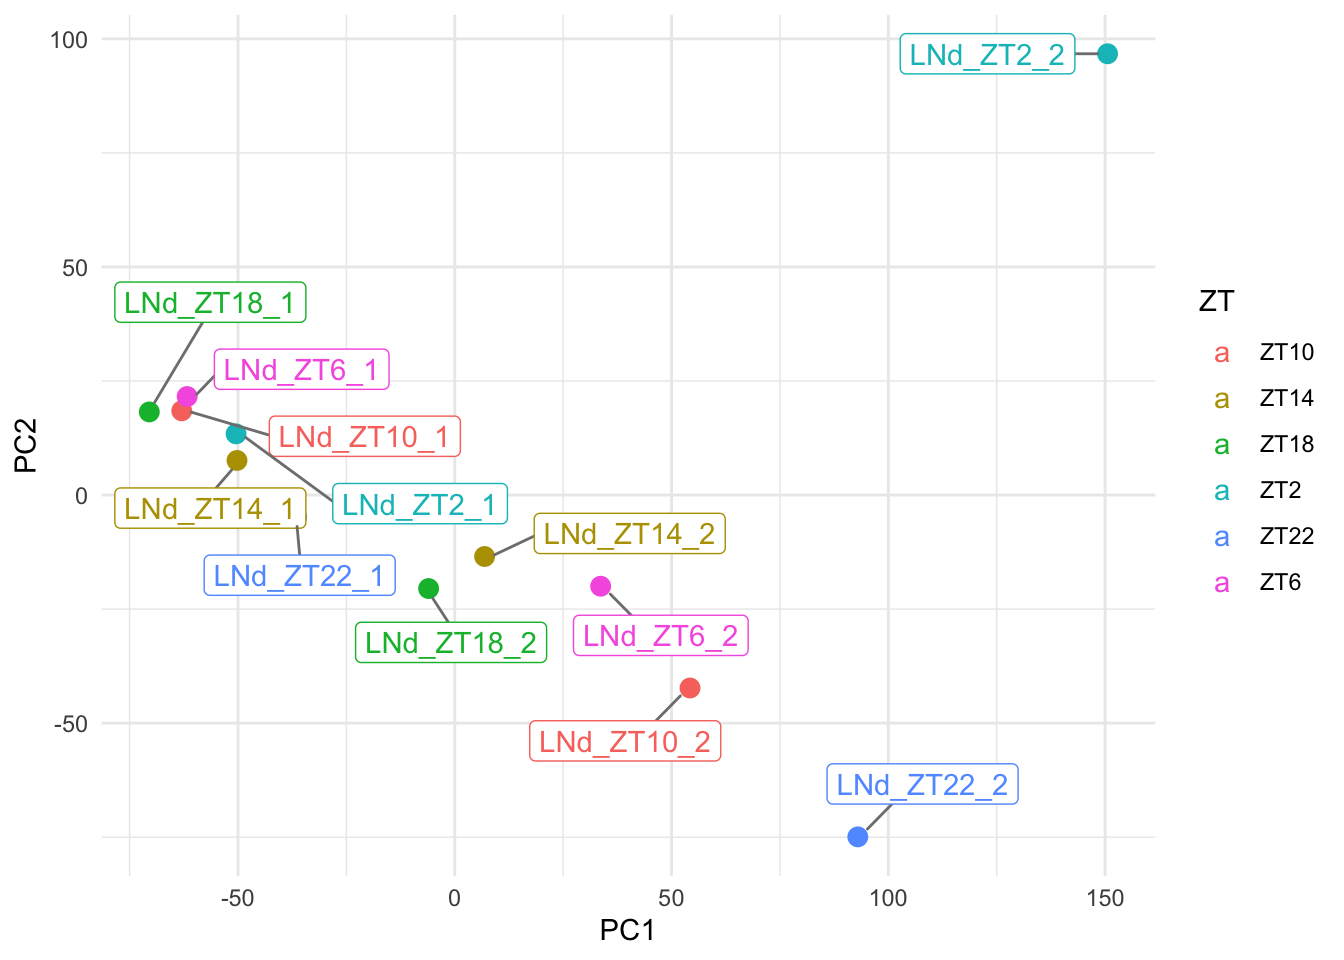 100
50
0
-50
PC2
LNd_ZT2_2
LNd_ZT18_1
LNd_ZT6_1
LNd_ZT10_1
LNd_ZT2_1
LNd_ZT14_1
LNd_ZT14_2
LNd_ZT22_1
LNd_ZT18_2
LNd_ZT6_2
LNd_ZT10_2
LNd_ZT22_2
-50
0
50
100
150
PC1
ZT
a ZT10
a ZT14
a ZT18
a ZT2
a ZT22
a ZT6